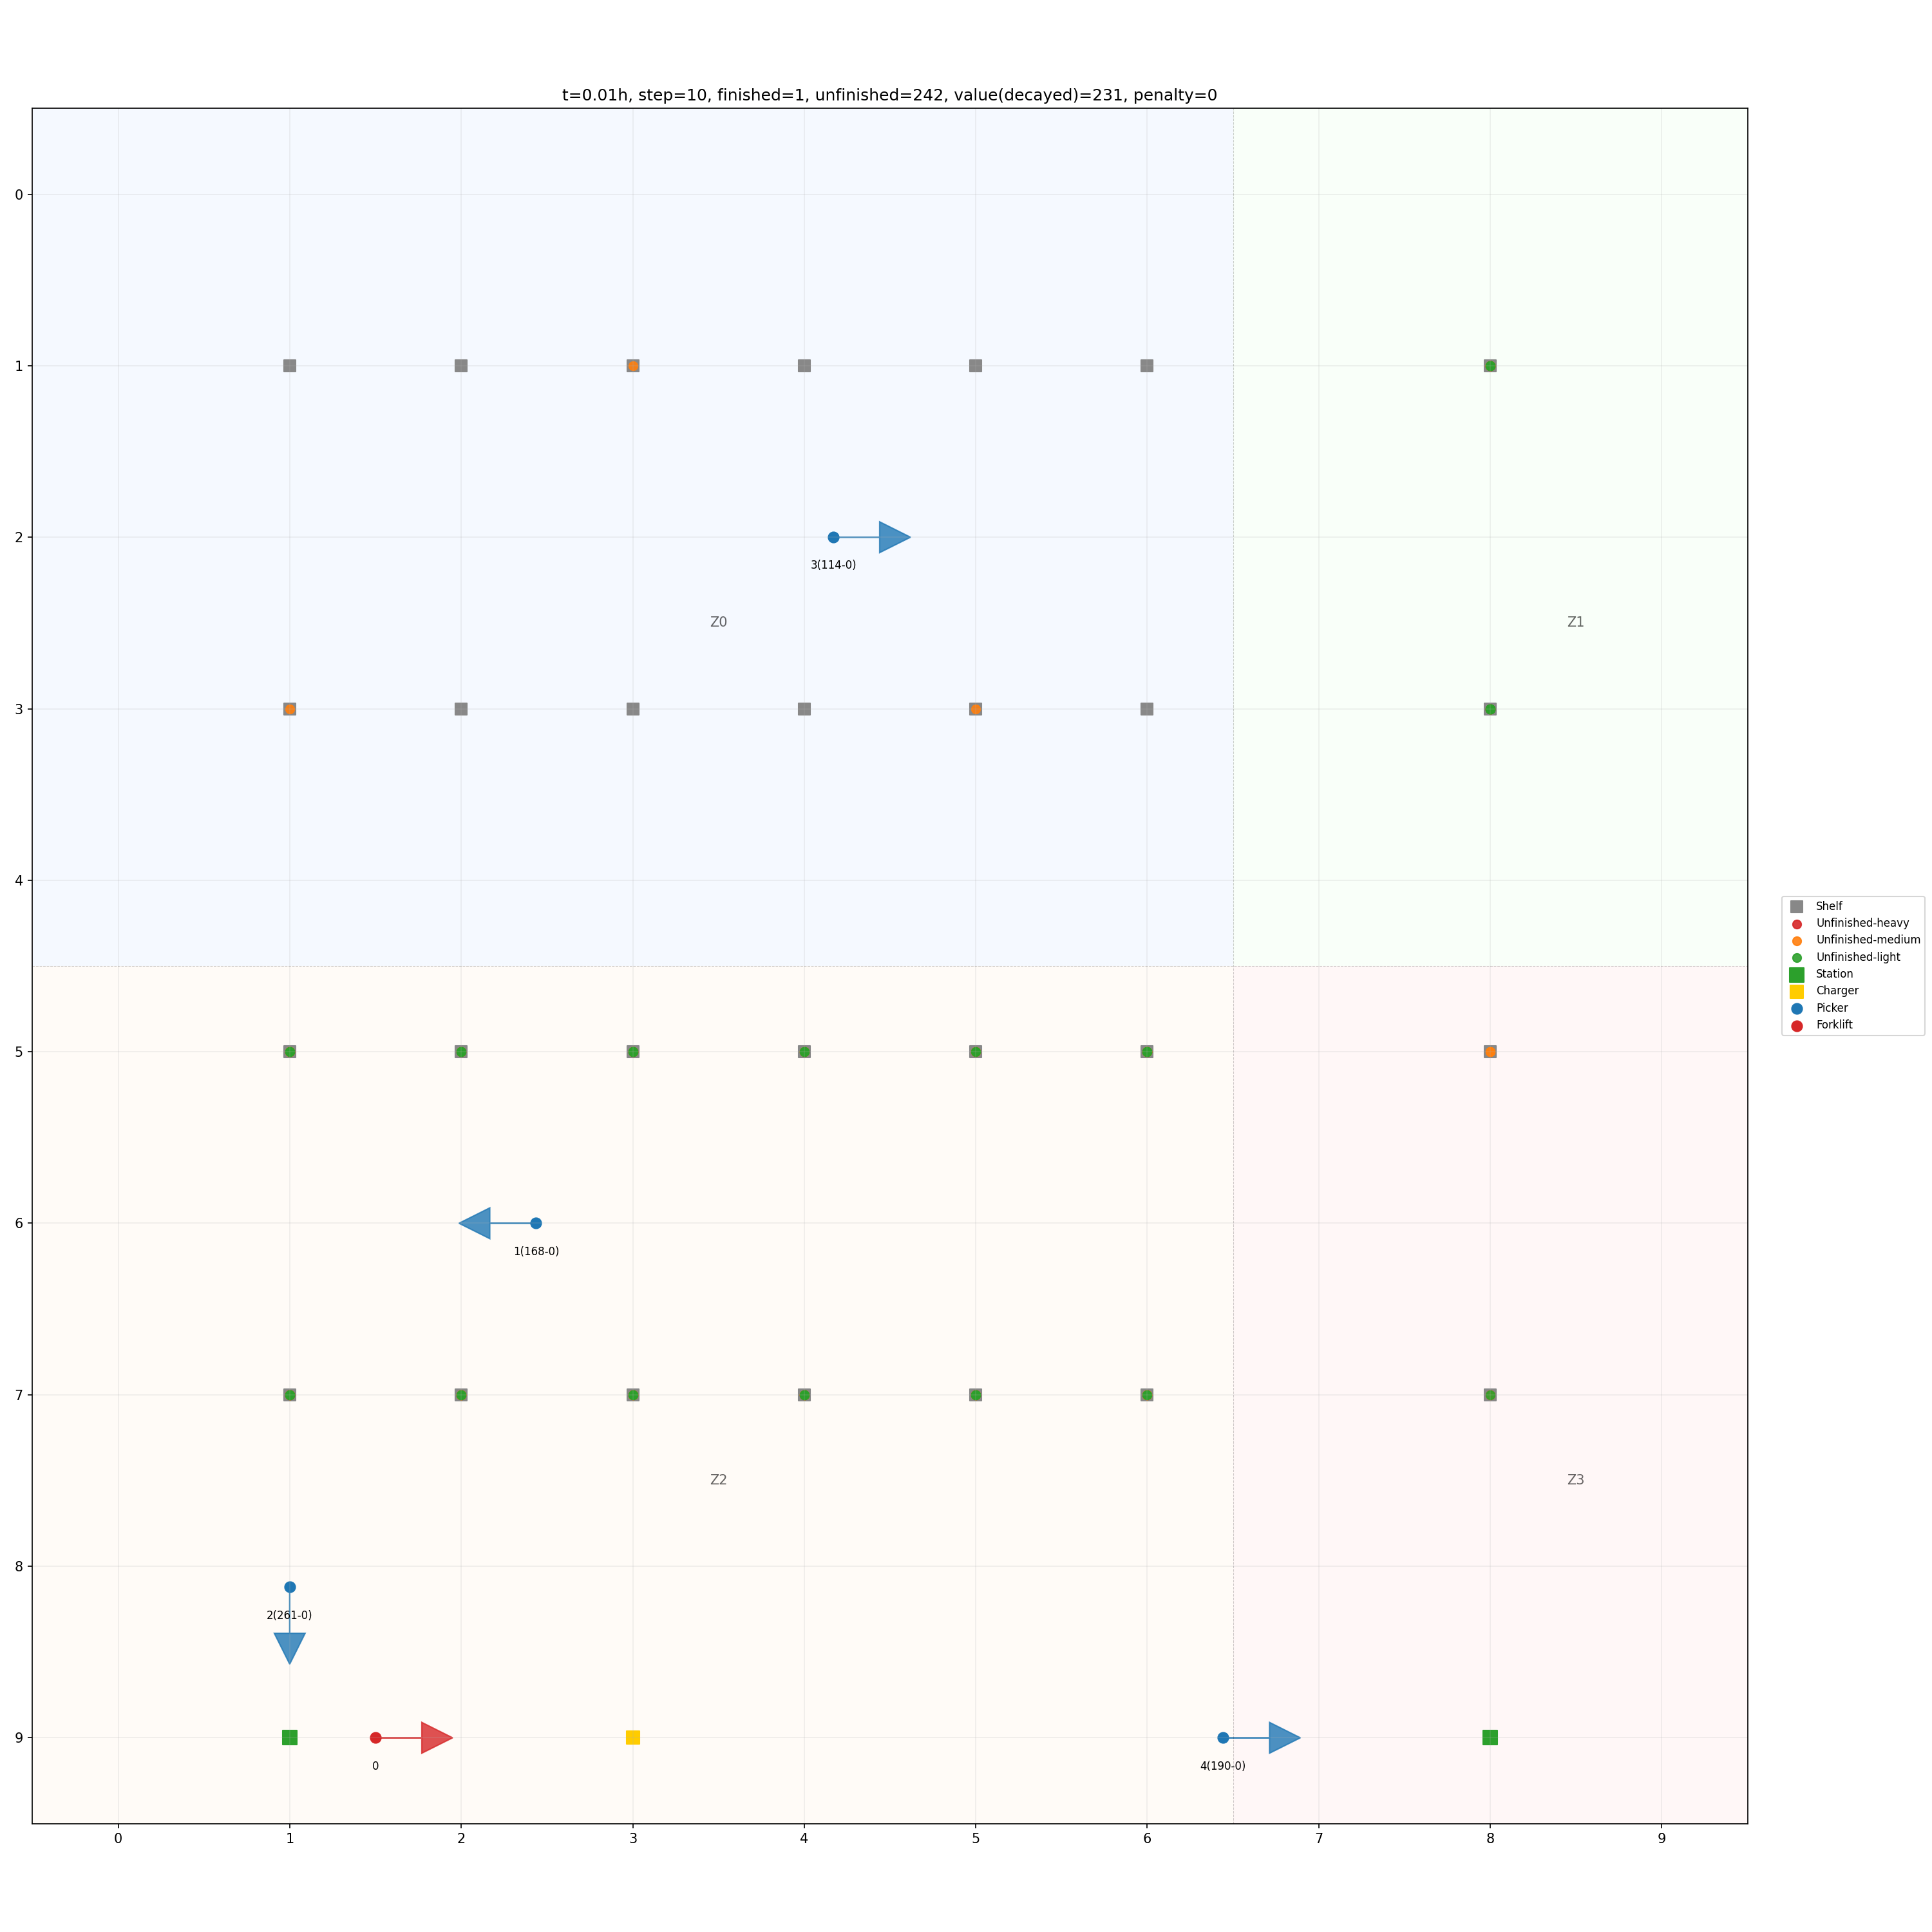 t=0.01h, step=10, finished=1, unfinished=242, value(decayed)=231, penalty=0
0
1
2
3(114-0)
Z0
Z1
3
4
Shelf
Unfinished-heavy
Unfinished-medium
Unfinished-light
Station
Charger
Picker
Forklift
5
6
1(168-0)
7
Z2
Z3
8
2(261-0)
9
0
4(190-0)
0 1 2 3 4 5 6 7 8 9